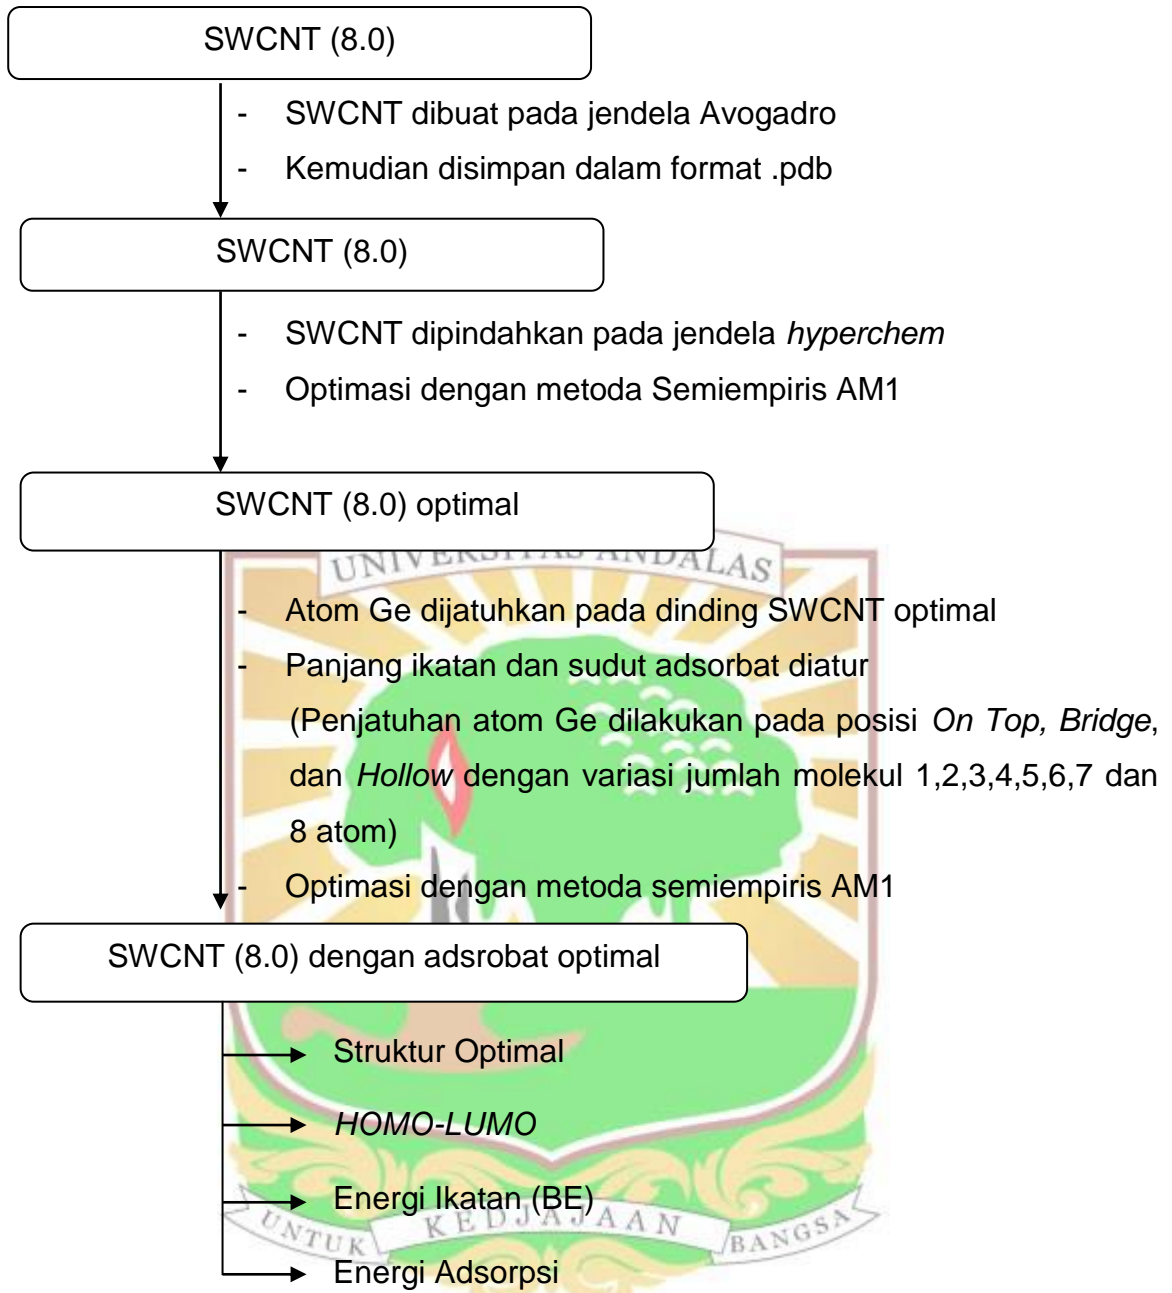 SWCNT (8.0)
- SWCNT dibuat pada jendela Avogadro
- Kemudian disimpan dalam format .pdb
SWCNT (8.0)
- SWCNT dipindahkan pada jendela hyperchem
- Optimasi dengan metoda Semiempiris AM1
SWCNT (8.0) optimal
UNIVERSITAS ANDALAS
- Atom Ge dijatuhkan pada dinding SWCNT optimal
- Panjang ikatan dan sudut adsorbat diatur
(Penjatuhan atom Ge dilakukan pada posisi On Top, Bridge,
dan Hollow dengan variasi jumlah molekul 1,2,3,4,5,6,7 dan
8 atom)
- Optimasi dengan metoda semiempiris AM1
SWCNT (8.0) dengan adsrobat optimal
Struktur Optimal
HOMO-LUMO
Energi Ikatan (BE)
UNTUK KEDJAJAAN BANGSA
Energi Adsorpsi